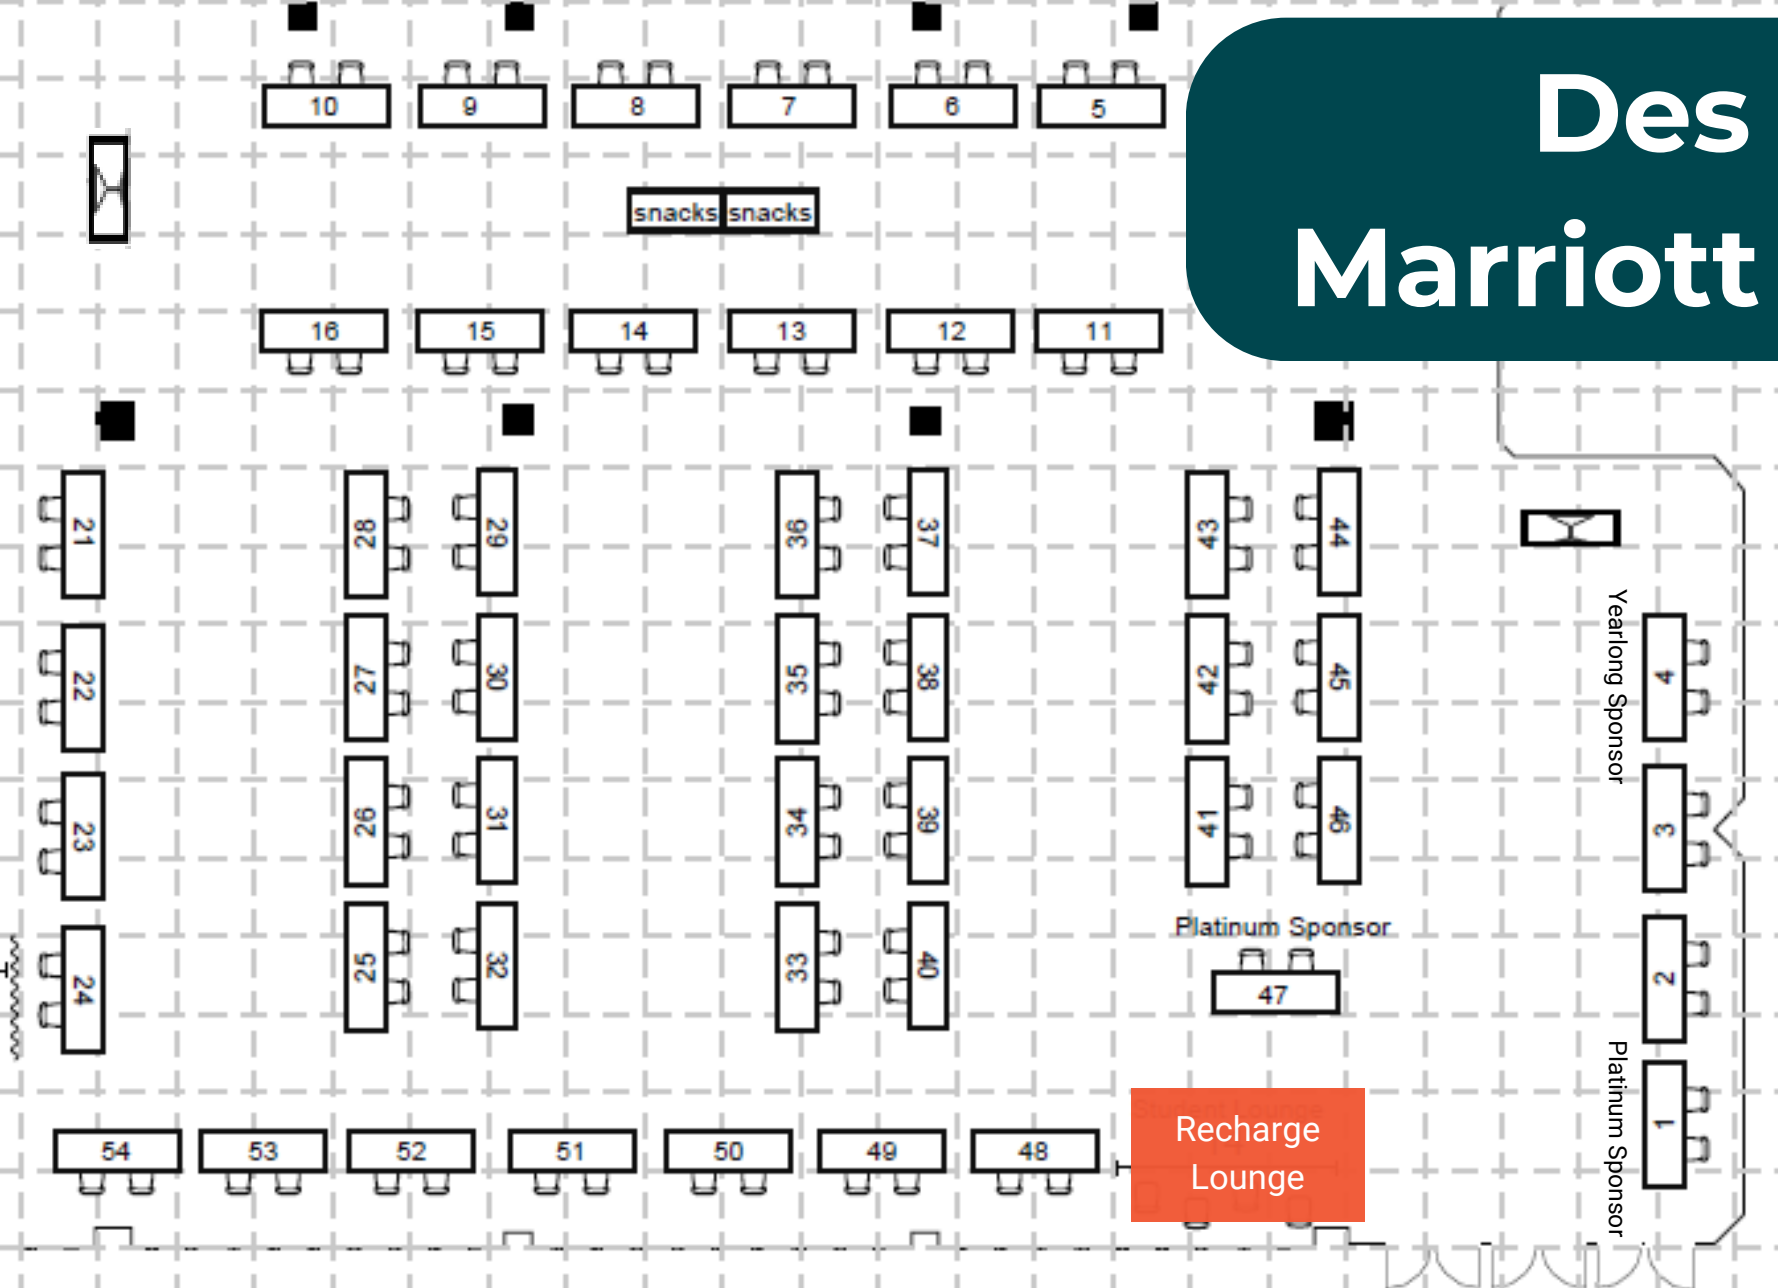 Des
Marriott
10 9 8 7 6 5
snacks snacks
16 15 14 13 12 11
21 28 29 36 37 43 44
22 27 30 35 38 42 45
23 26 31 34 39 41 46
24 25 32 33 40
Yearlong Sponsor
4
3
2
1
Platinum Sponsor
Platinum Sponsor
47
54 53 52 51 50 49 48
Student Lounge
Recharge
Lounge